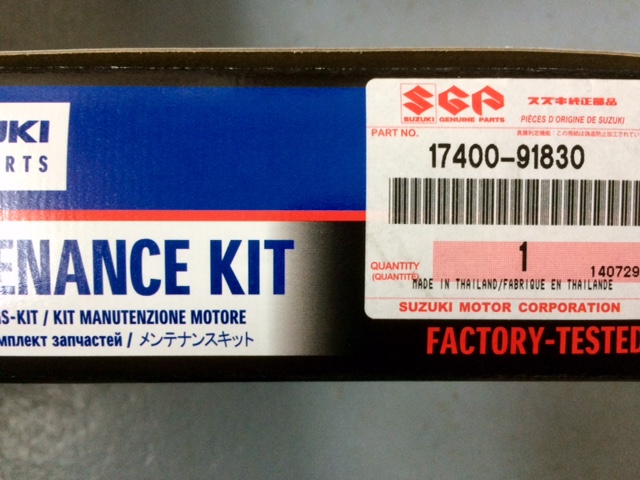 UKI
RTS
ENANCE KIT
S-KIT / KIT MANUTENZIONE MOTORE
мплект запчастей / メンテナンスキット
SGP スズキ純正部品
SUZUKI GENUINE PARTS PIÈCES D'ORIGINE DE SUZUKI
PART NO.
17400-91830
QUANTITY
(QUANTITÉ)
1
140729
MADE IN THAILAND/FABRIQUE EN THAILANDE
SUZUKI MOTOR CORPORATION
FACTORY-TESTED